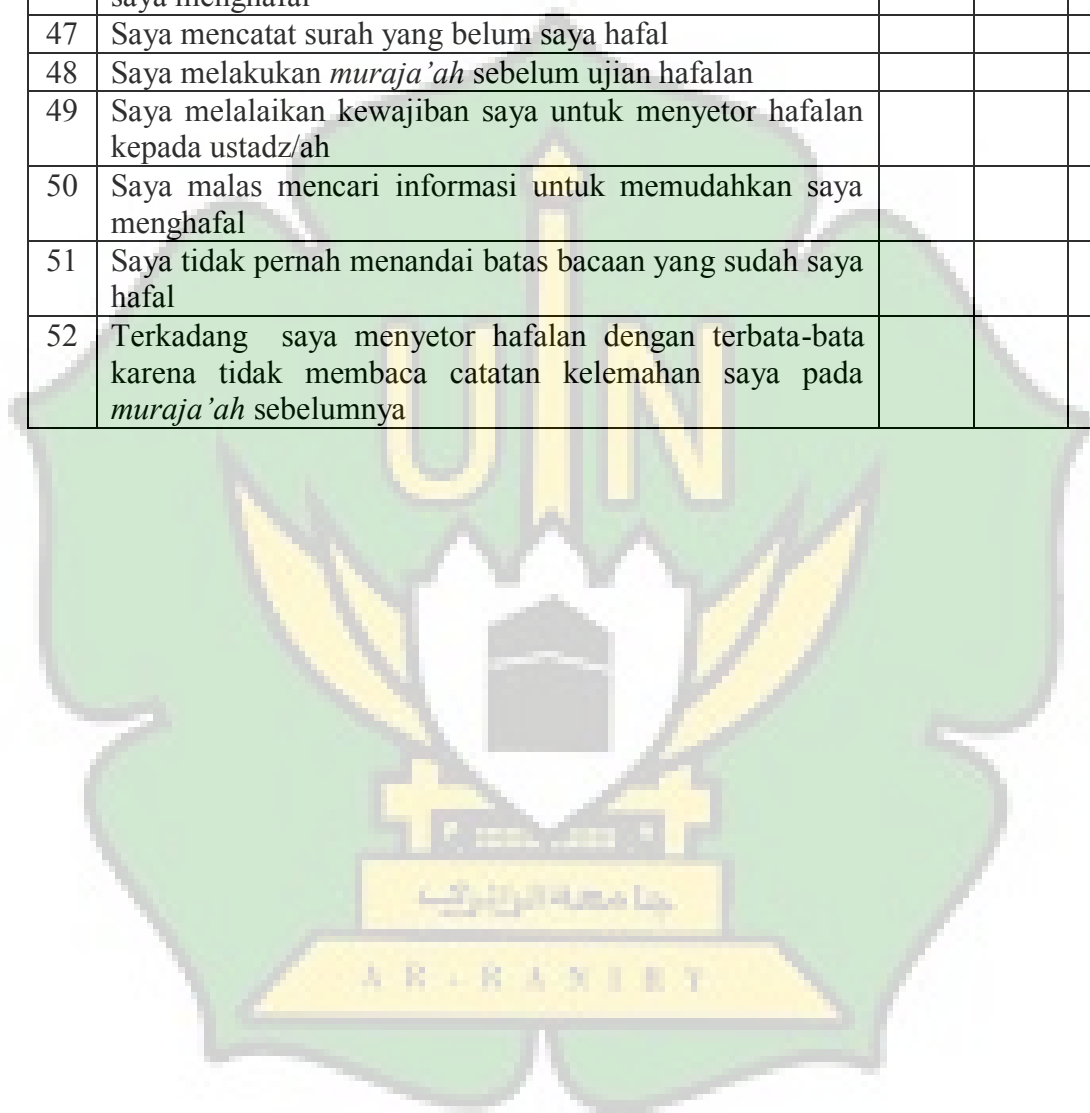 saya menghafal
47 Saya mencatat surah yang belum saya hafal
48 Saya melakukan muraja’ah sebelum ujian hafalan
49 Saya melalaikan kewajiban saya untuk menyetor hafalan
kepada ustadz/ah
50 Saya malas mencari informasi untuk memudahkan saya
menghafal
51 Saya tidak pernah menandai batas bacaan yang sudah saya
hafal
52 Terkadang saya menyetor hafalan dengan terbata-bata
karena tidak membaca catatan kelemahan saya pada
muraja’ah sebelumnya
UIN
جامعة الرانيري
AR-RANIRY